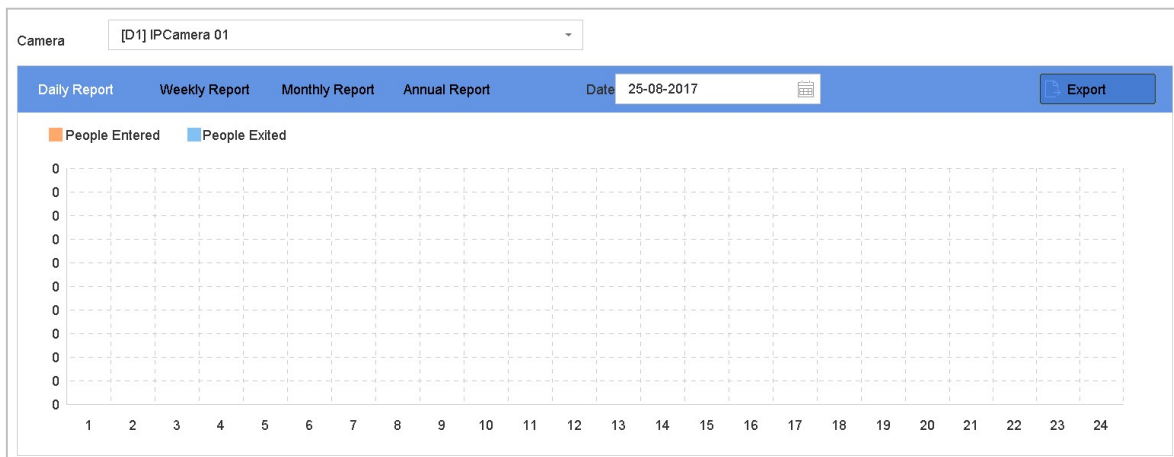 Camera [D1] IPCamera 01
Daily Report Weekly Report Monthly Report Annual Report Date 25-08-2017 Export
People Entered People Exited
0
0
0
0
0
0
0
0
0
0
0
1 2 3 4 5 6 7 8 9 10 11 12 13 14 15 16 17 18 19 20 21 22 23 24